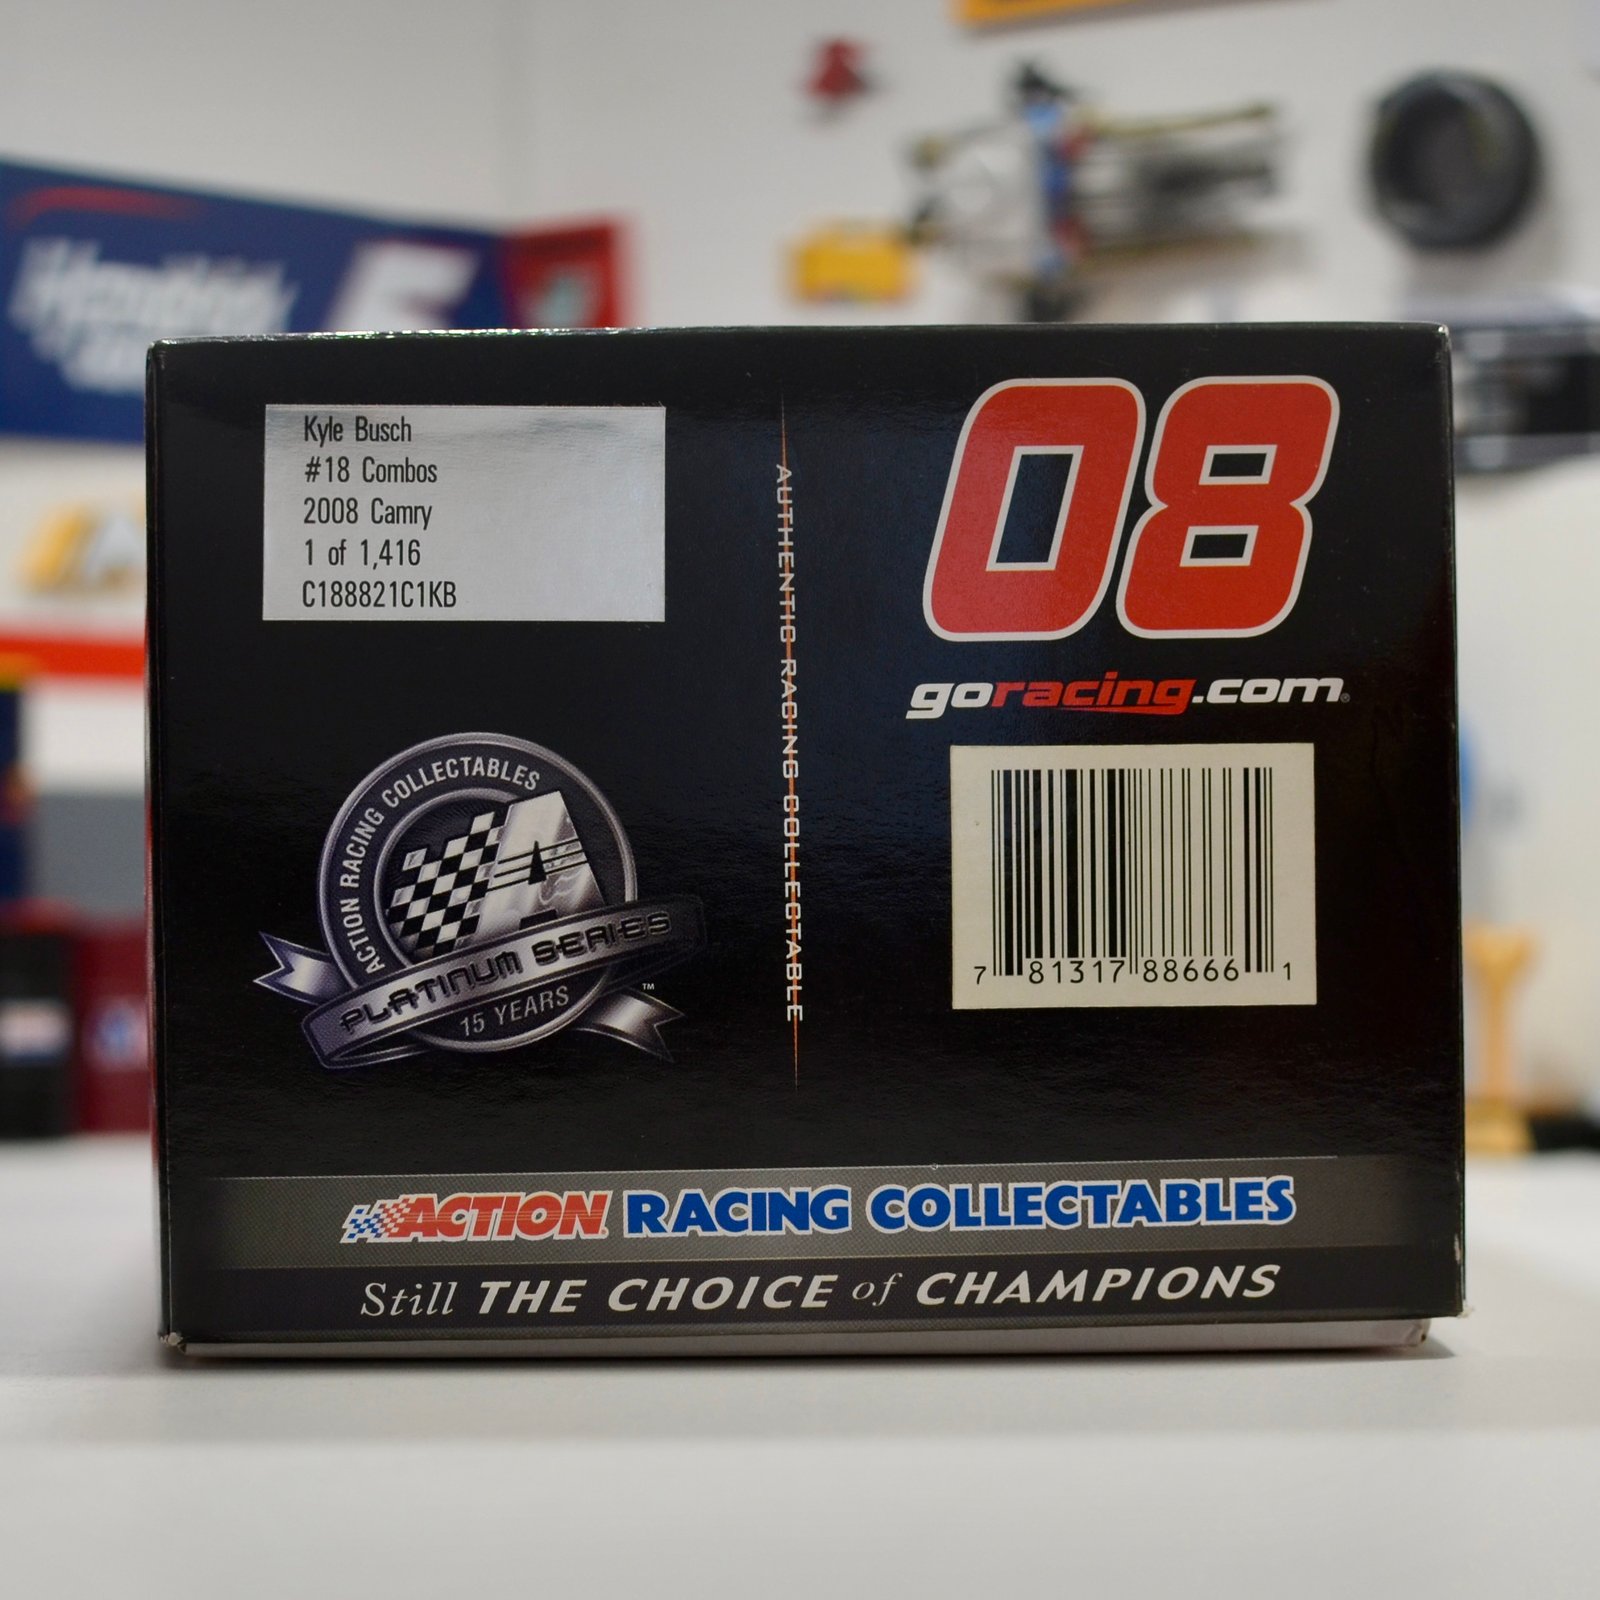 Kyle Busch
#18 Combos
2008 Camry
1 of 1,416
C188821C1KB
ACTION RACING COLLECTABLES
A
PLATINUM SERIES
15 YEARS
™
AUTHENTIC RACING COLLECTABLE
08
goracing.com®
7 81317 88666 1
ACTION RACING COLLECTABLES
Still THE CHOICE of CHAMPIONS